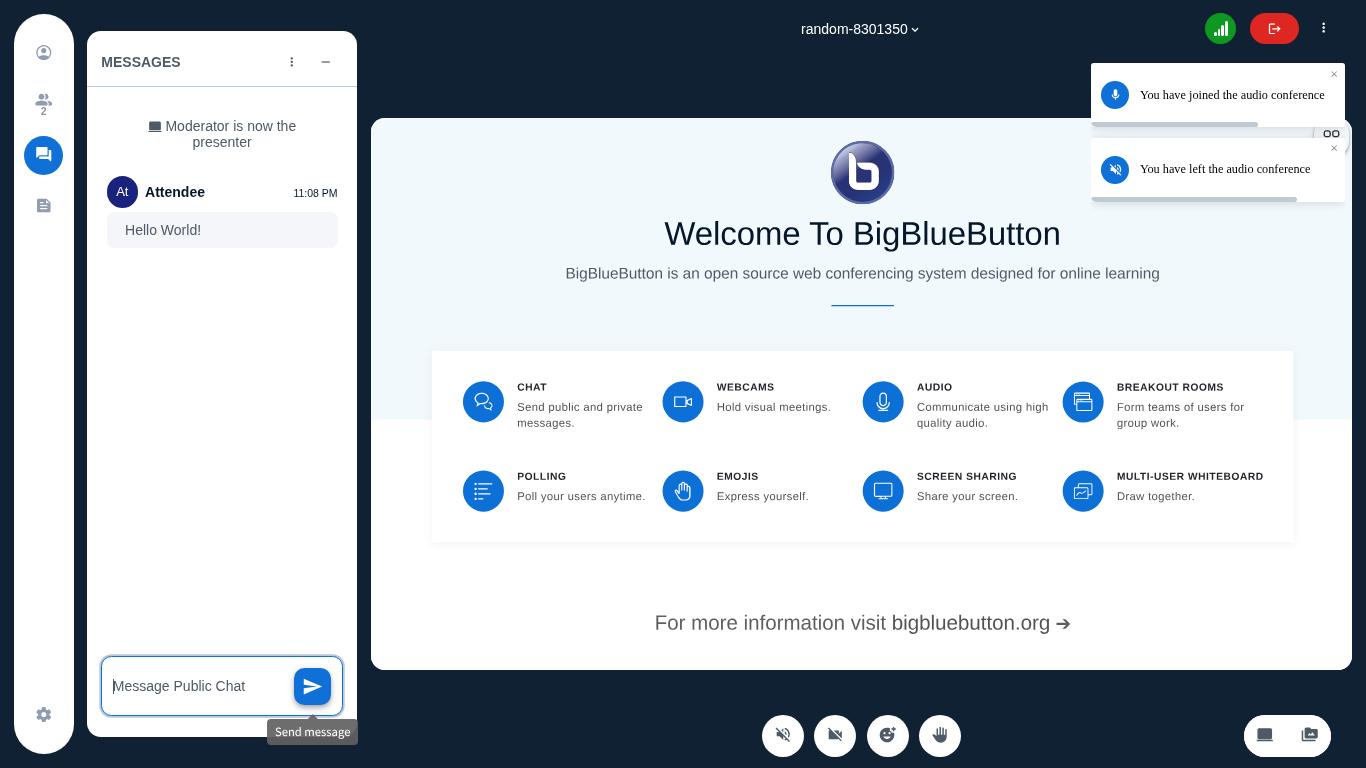 random-8301350
2
MESSAGES
Moderator is now the
presenter
At
Attendee
11:08 PM
Hello World!
Message Public Chat
Send message
You have joined the audio conference
You have left the audio conference
Welcome To BigBlueButton
BigBlueButton is an open source web conferencing system designed for online learning
CHAT
Send public and private
messages.
WEBCAMS
Hold visual meetings.
AUDIO
Communicate using high
quality audio.
BREAKOUT ROOMS
Form teams of users for
group work.
POLLING
Poll your users anytime.
EMOJIS
Express yourself.
SCREEN SHARING
Share your screen.
MULTI-USER WHITEBOARD
Draw together.
For more information visit bigbluebutton.org ➔